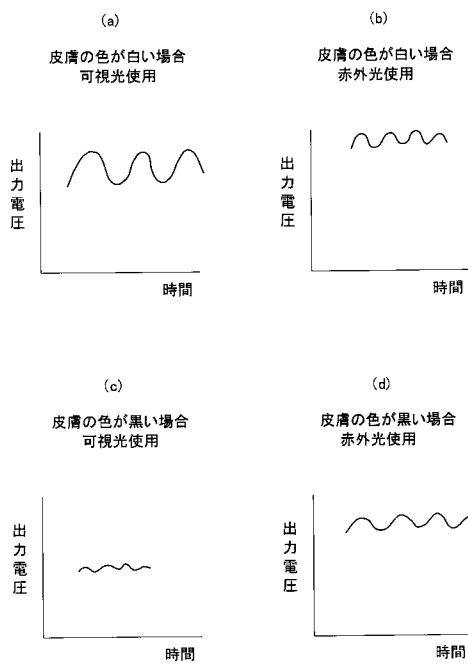 (a)
皮膚の色が白い場合
可視光使用
出力電圧
時間
(b)
皮膚の色が白い場合
赤外光使用
出力電圧
時間
(c)
皮膚の色が黒い場合
可視光使用
出力電圧
時間
(d)
皮膚の色が黒い場合
赤外光使用
出力電圧
時間